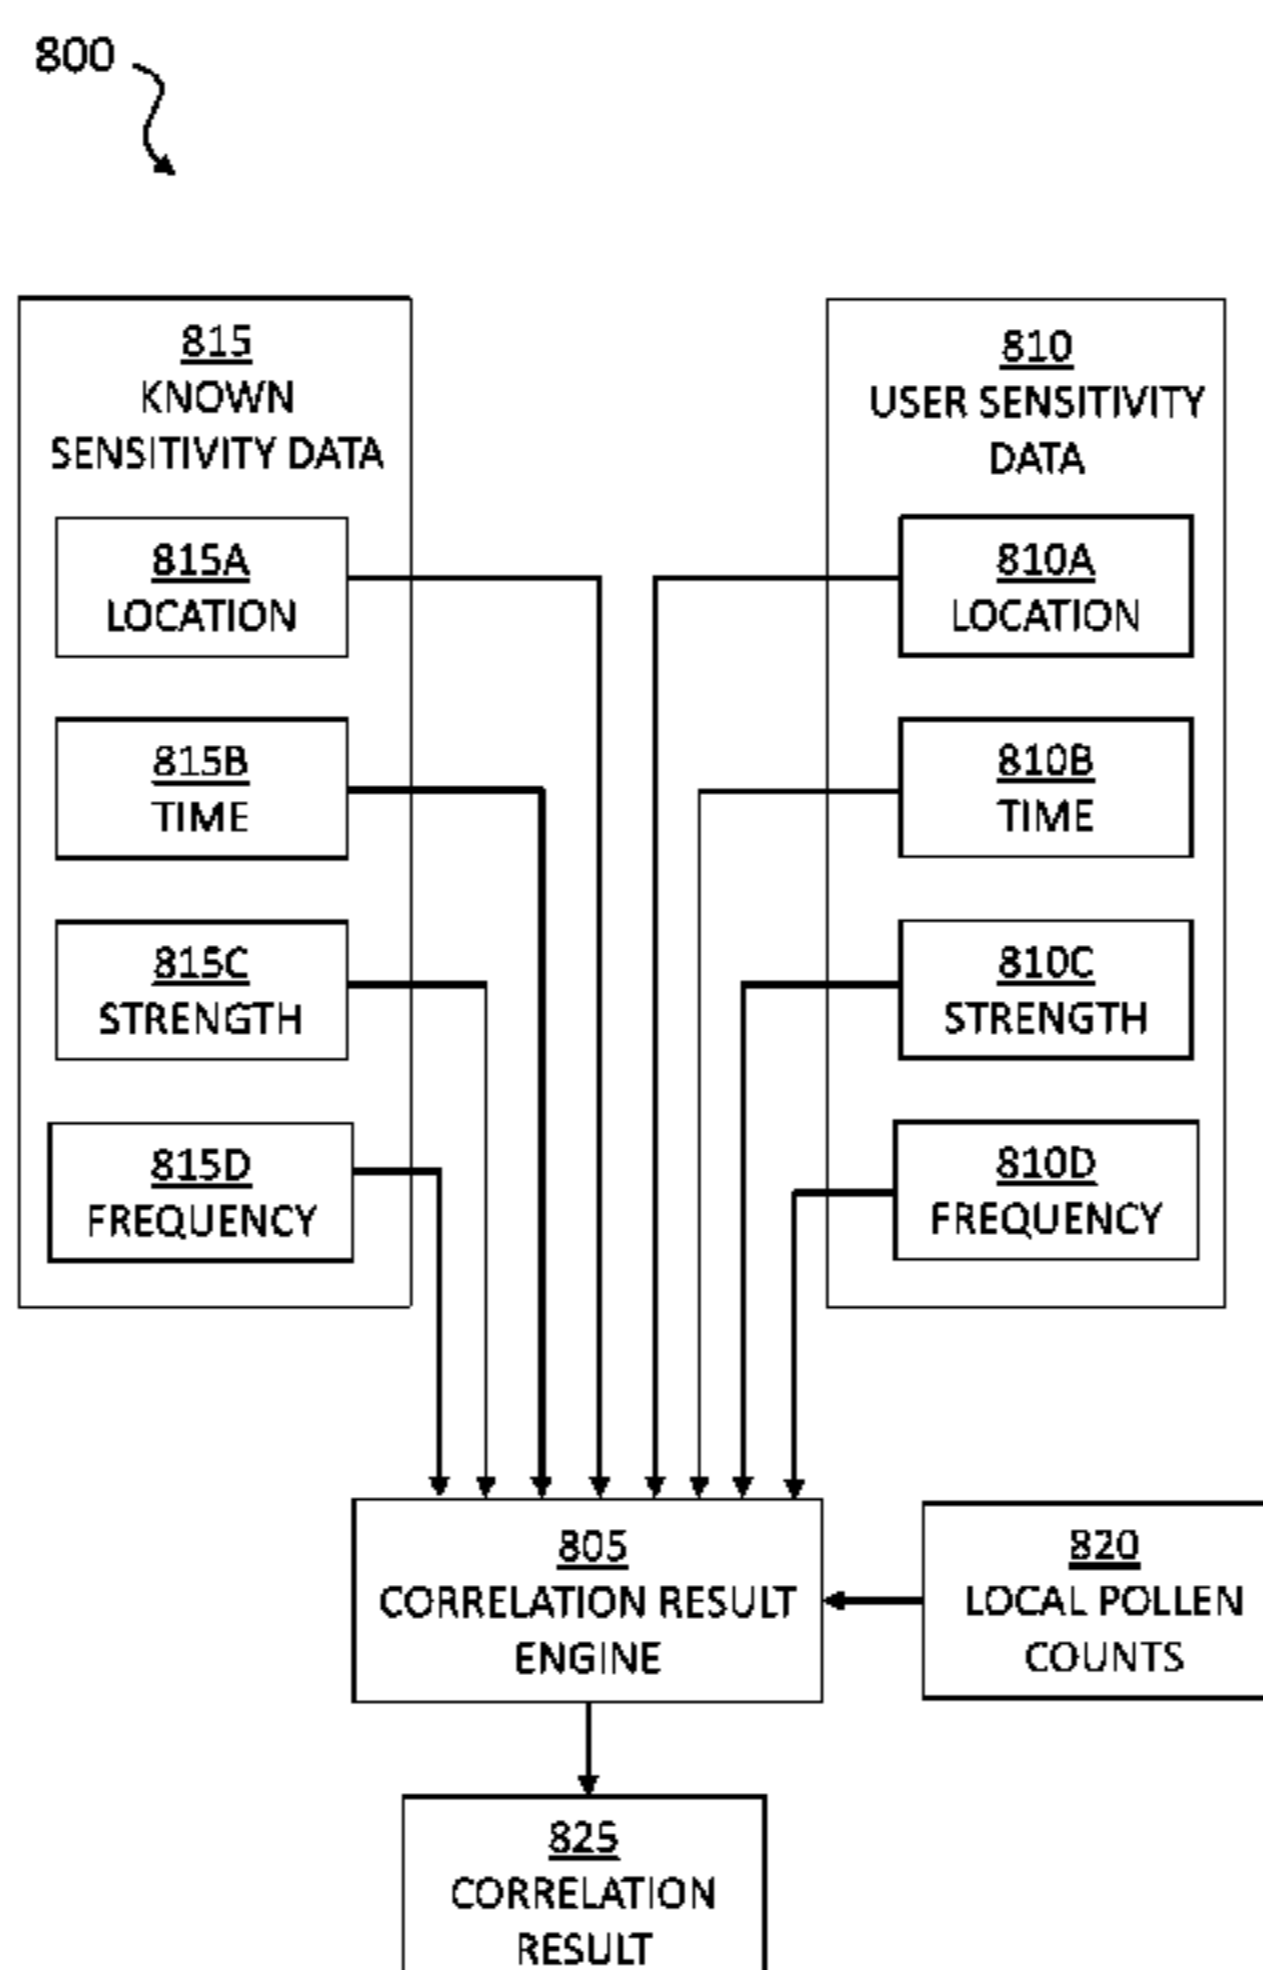 800
815
KNOWN
SENSITIVITY DATA
815A
LOCATION
815B
TIME
815C
STRENGTH
815D
FREQUENCY
810
USER SENSITIVITY
DATA
810A
LOCATION
810B
TIME
810C
STRENGTH
810D
FREQUENCY
805
CORRELATION RESULT
ENGINE
820
LOCAL POLLEN
COUNTS
825
CORRELATION
RESULT